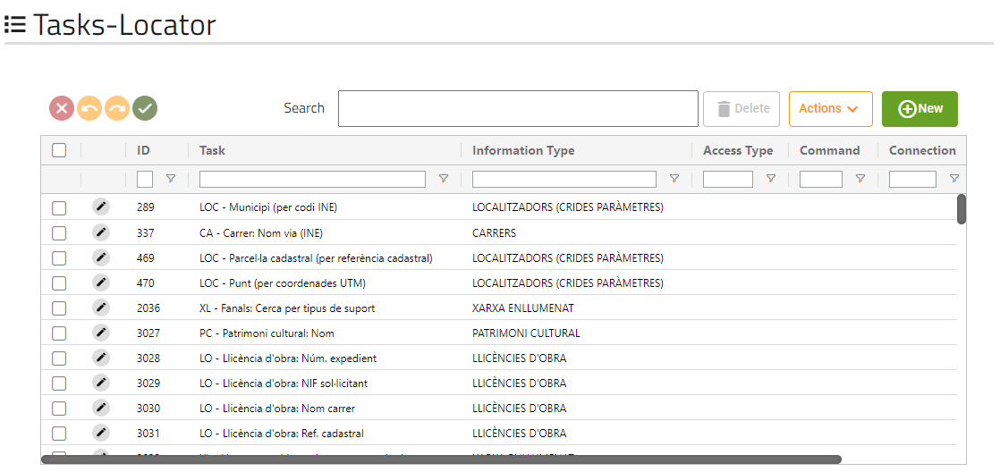 Tasks-Locator
Search Delete Actions New
ID Task Information Type Access Type Command Connection
289 LOC - Municipi (per codi INE) LOCALITZADORS (CRIDES PARÀMETRES)
337 CA - Carrer: Nom via (INE) CARRERS
469 LOC - Parcel·la cadastral (per referència cadastral) LOCALITZADORS (CRIDES PARÀMETRES)
470 LOC - Punt (per coordenades UTM) LOCALITZADORS (CRIDES PARÀMETRES)
2036 XL - Fanals: Cerca per tipus de suport XARXA ENLLUMENAT
3027 PC - Patrimoni cultural: Nom PATRIMONI CULTURAL
3028 LO - Llicència d'obra: Núm. expedient LLICÈNCIES D'OBRA
3029 LO - Llicència d'obra: NIF sol·licitant LLICÈNCIES D'OBRA
3030 LO - Llicència d'obra: Nom carrer LLICÈNCIES D'OBRA
3031 LO - Llicència d'obra: Ref. cadastral LLICÈNCIES D'OBRA